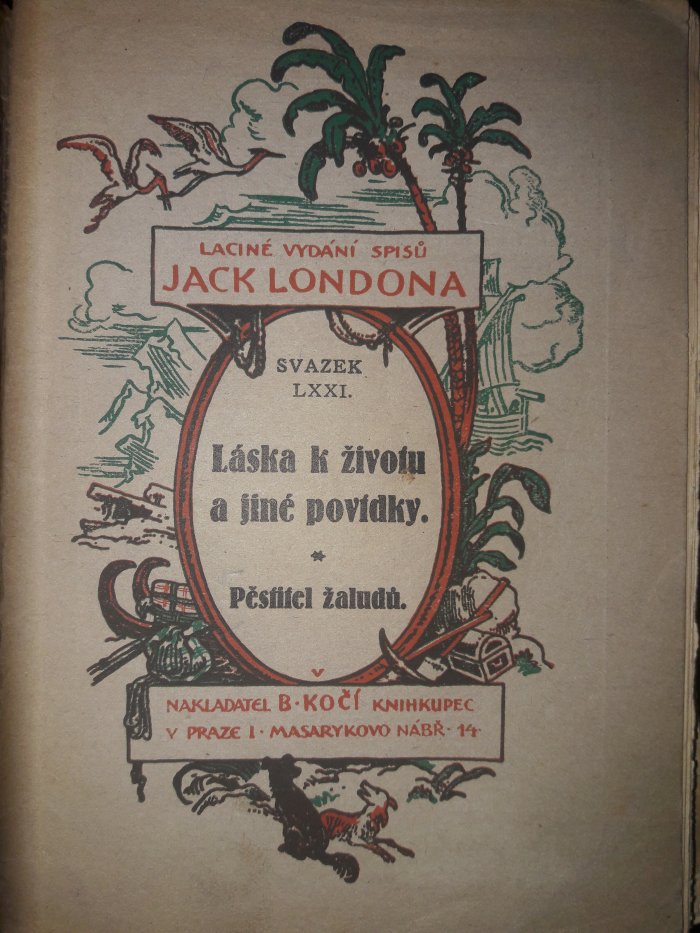 LACINÉ VYDÁNÍ SPISŮ
JACK LONDONA
SVAZEK
LXXI.
Láska k životu
a jiné povídky.
*
Pěstitel žaludů.
V
NAKLADATEL B·KOČÍ KNIHKUPEC
V PRAZE I· MASARYKOVO NÁBŘ· 14·